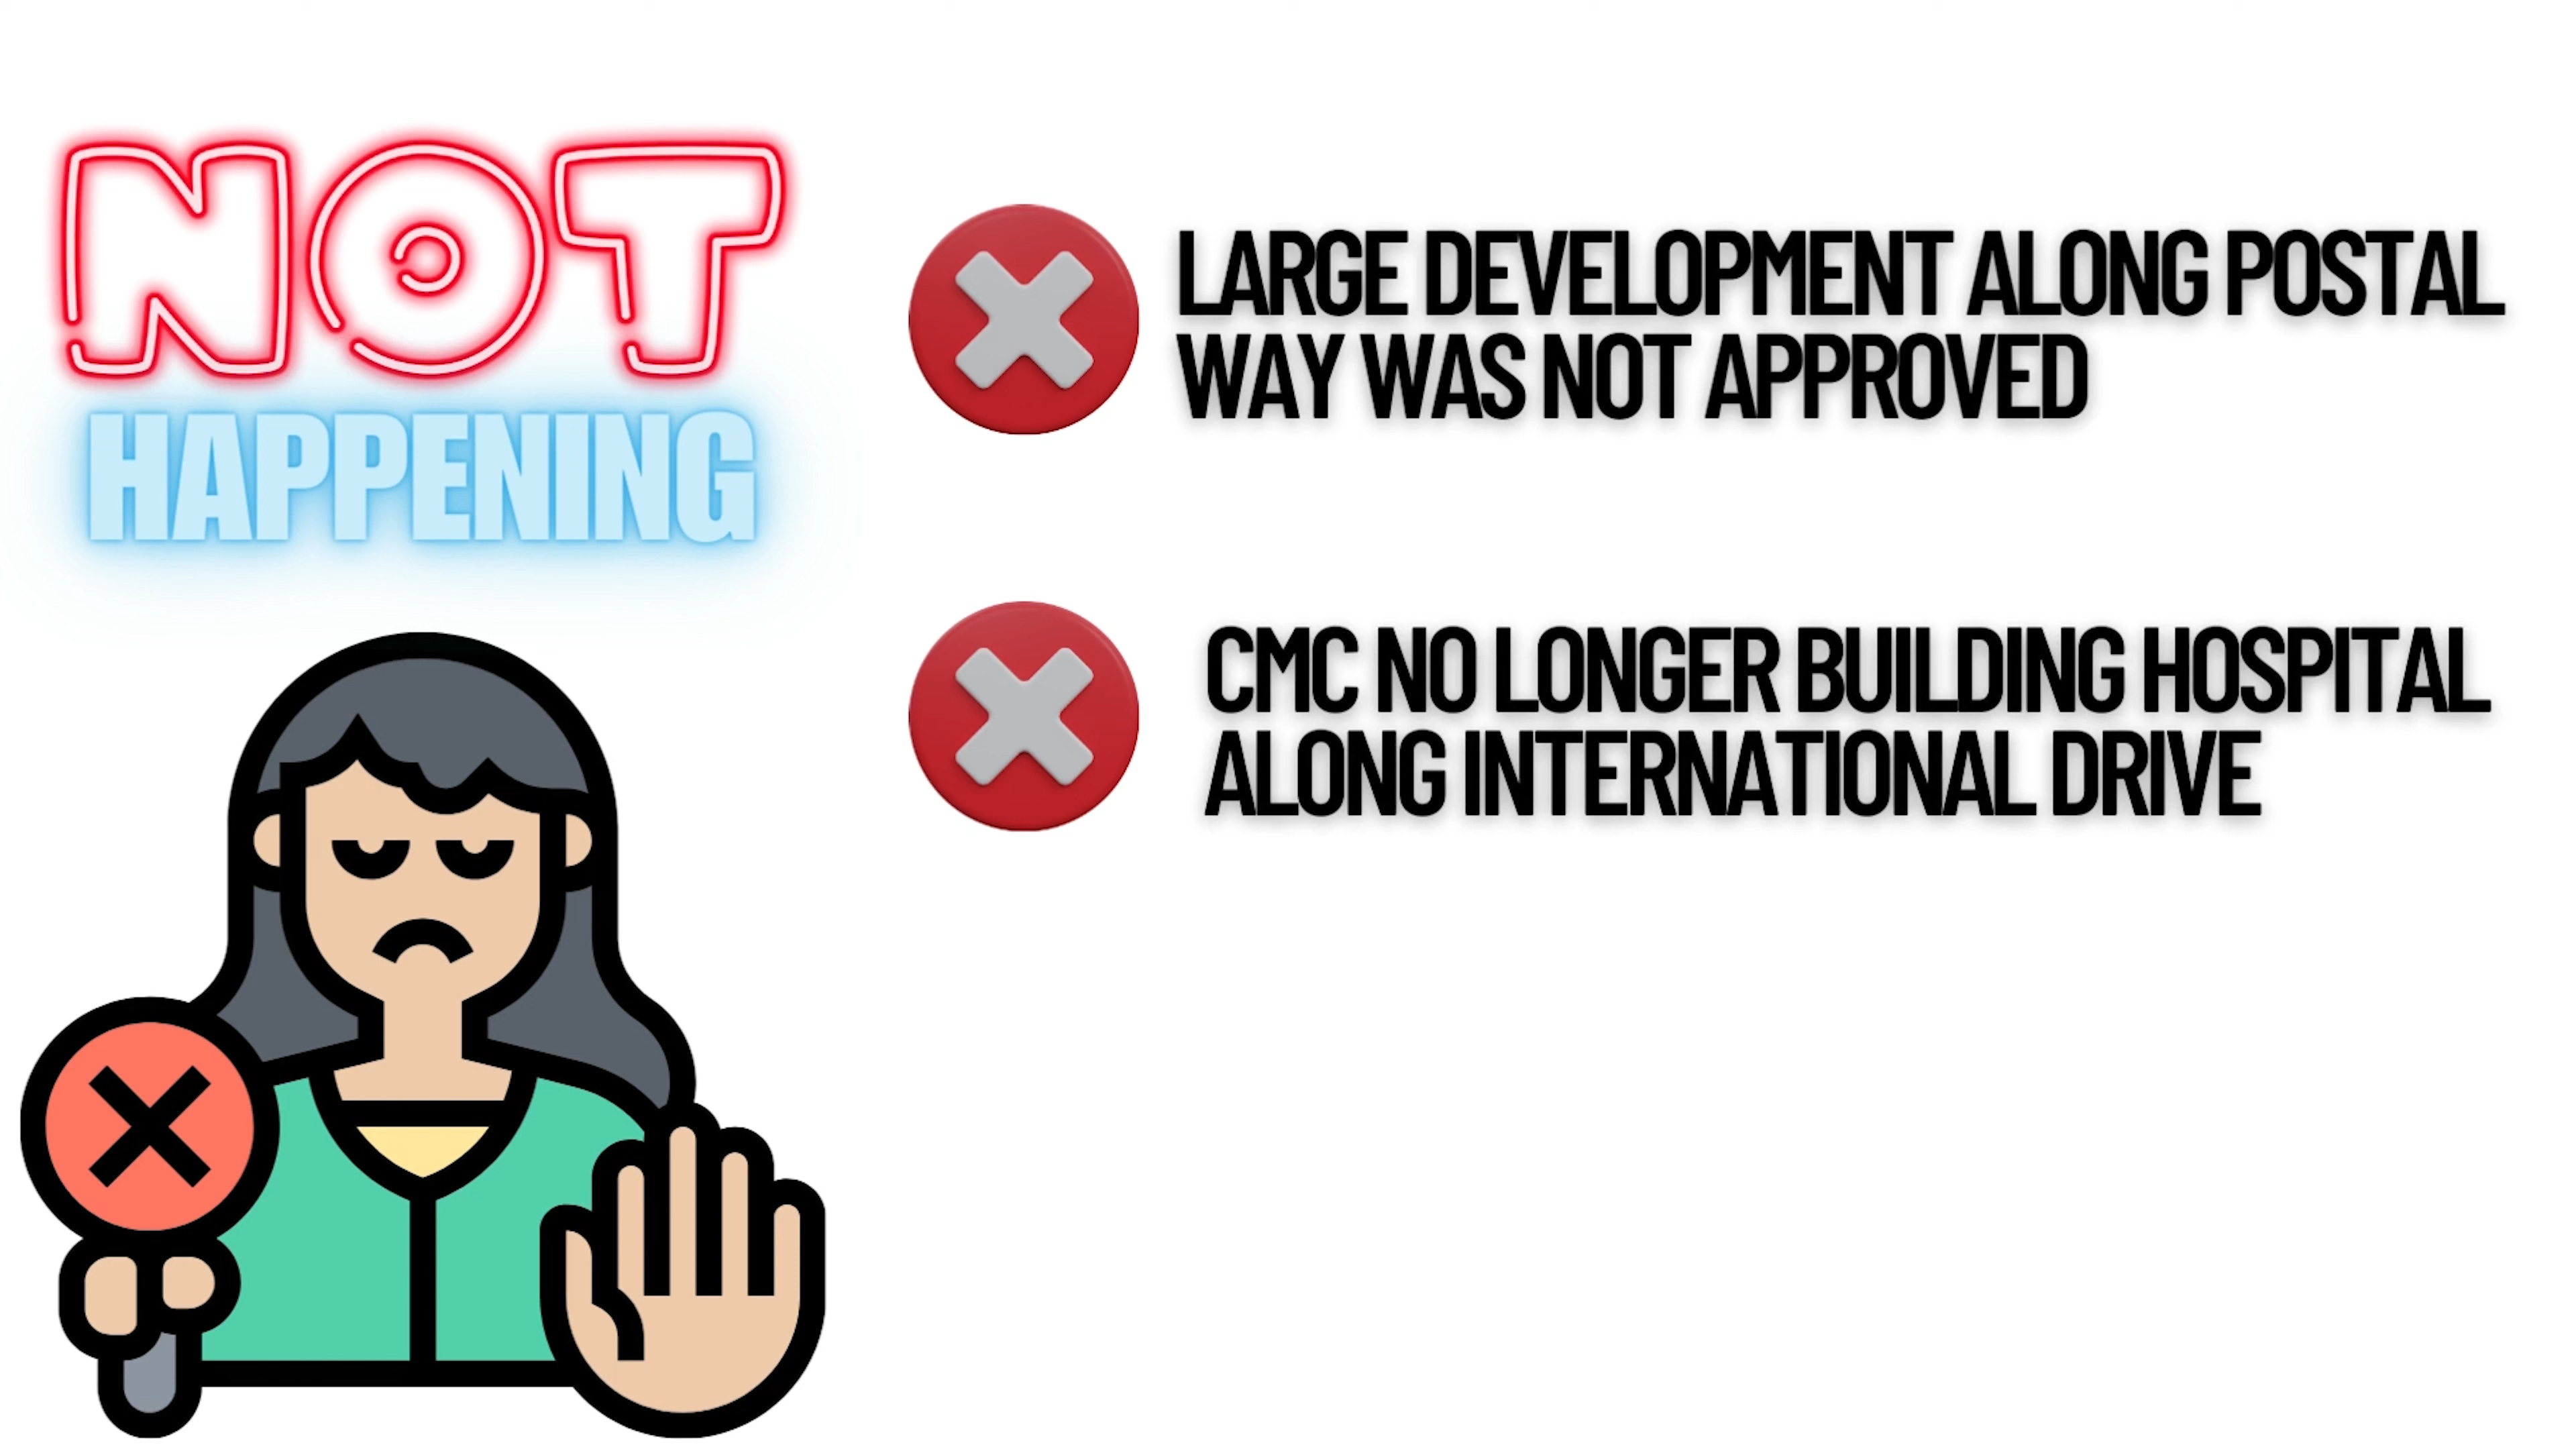 NOT
HAPPENING
LARGE DEVELOPMENT ALONG POSTAL
WAY WAS NOT APPROVED
CMC NO LONGER BUILDING HOSPITAL
ALONG INTERNATIONAL DRIVE